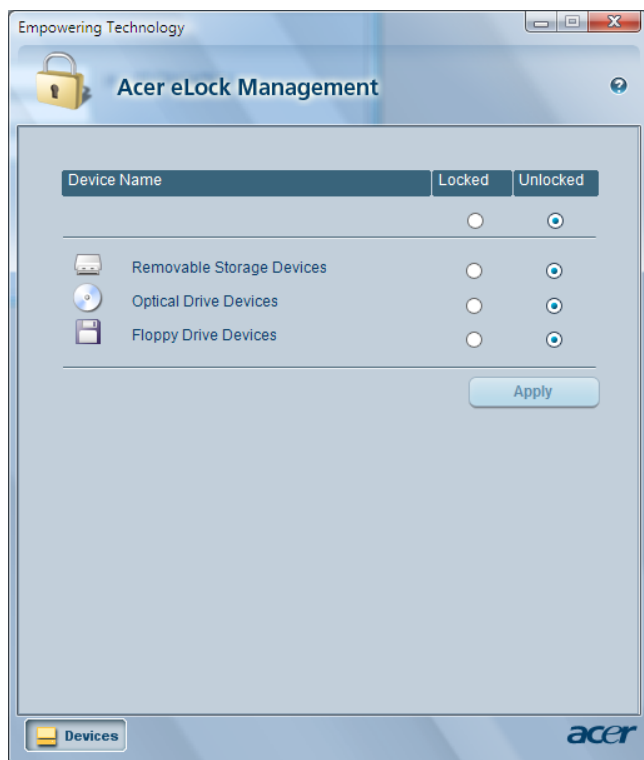 Empowering Technology
Acer eLock Management
Device Name Locked Unlocked
Removable Storage Devices
Optical Drive Devices
Floppy Drive Devices
Apply
Devices
acer